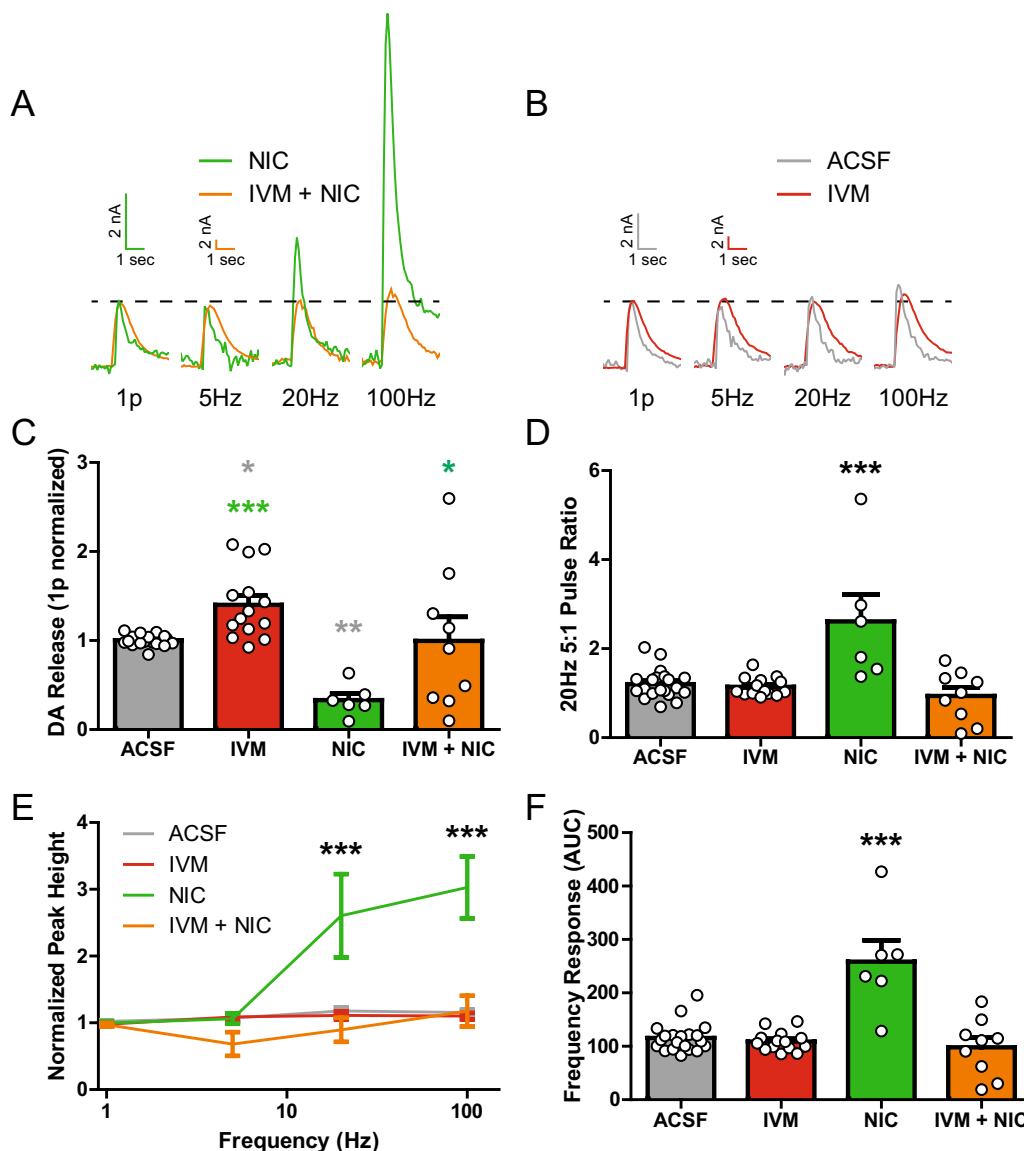 A
NIC
IVM + NIC
2 nA
1 sec
2 nA
1 sec
1p
5Hz
20Hz
100Hz
B
ACSF
IVM
2 nA
1 sec
2 nA
1 sec
1p
5Hz
20Hz
100Hz
C
DA Release (1p normalized)
3
2
1
0
*
***
**
*
ACSF
IVM
NIC
IVM + NIC
D
20Hz 5:1 Pulse Ratio
6
4
2
0
***
ACSF
IVM
NIC
IVM + NIC
E
Normalized Peak Height
4
3
2
1
0
ACSF
IVM
NIC
IVM + NIC
***
***
1
10
100
Frequency (Hz)
F
Frequency Response (AUC)
500
400
300
200
100
0
***
ACSF
IVM
NIC
IVM + NIC